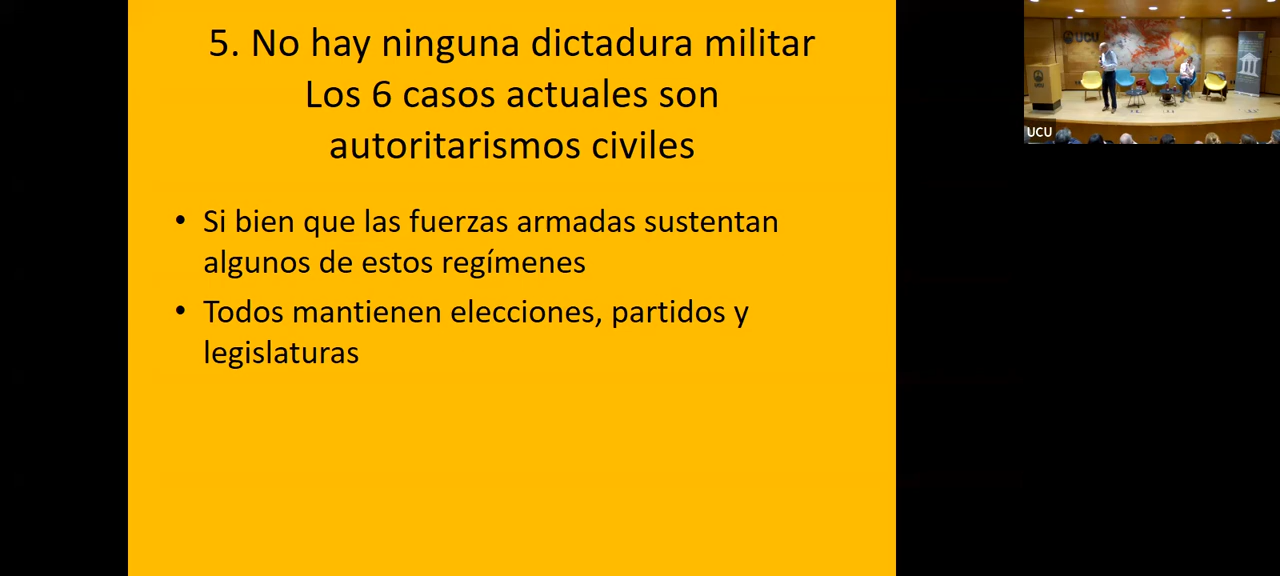 5. No hay ninguna dictadura militar
Los 6 casos actuales son
autoritarismos civiles
• Si bien que las fuerzas armadas sustentan
algunos de estos regímenes
• Todos mantienen elecciones, partidos y
legislaturas
UCU
UCU